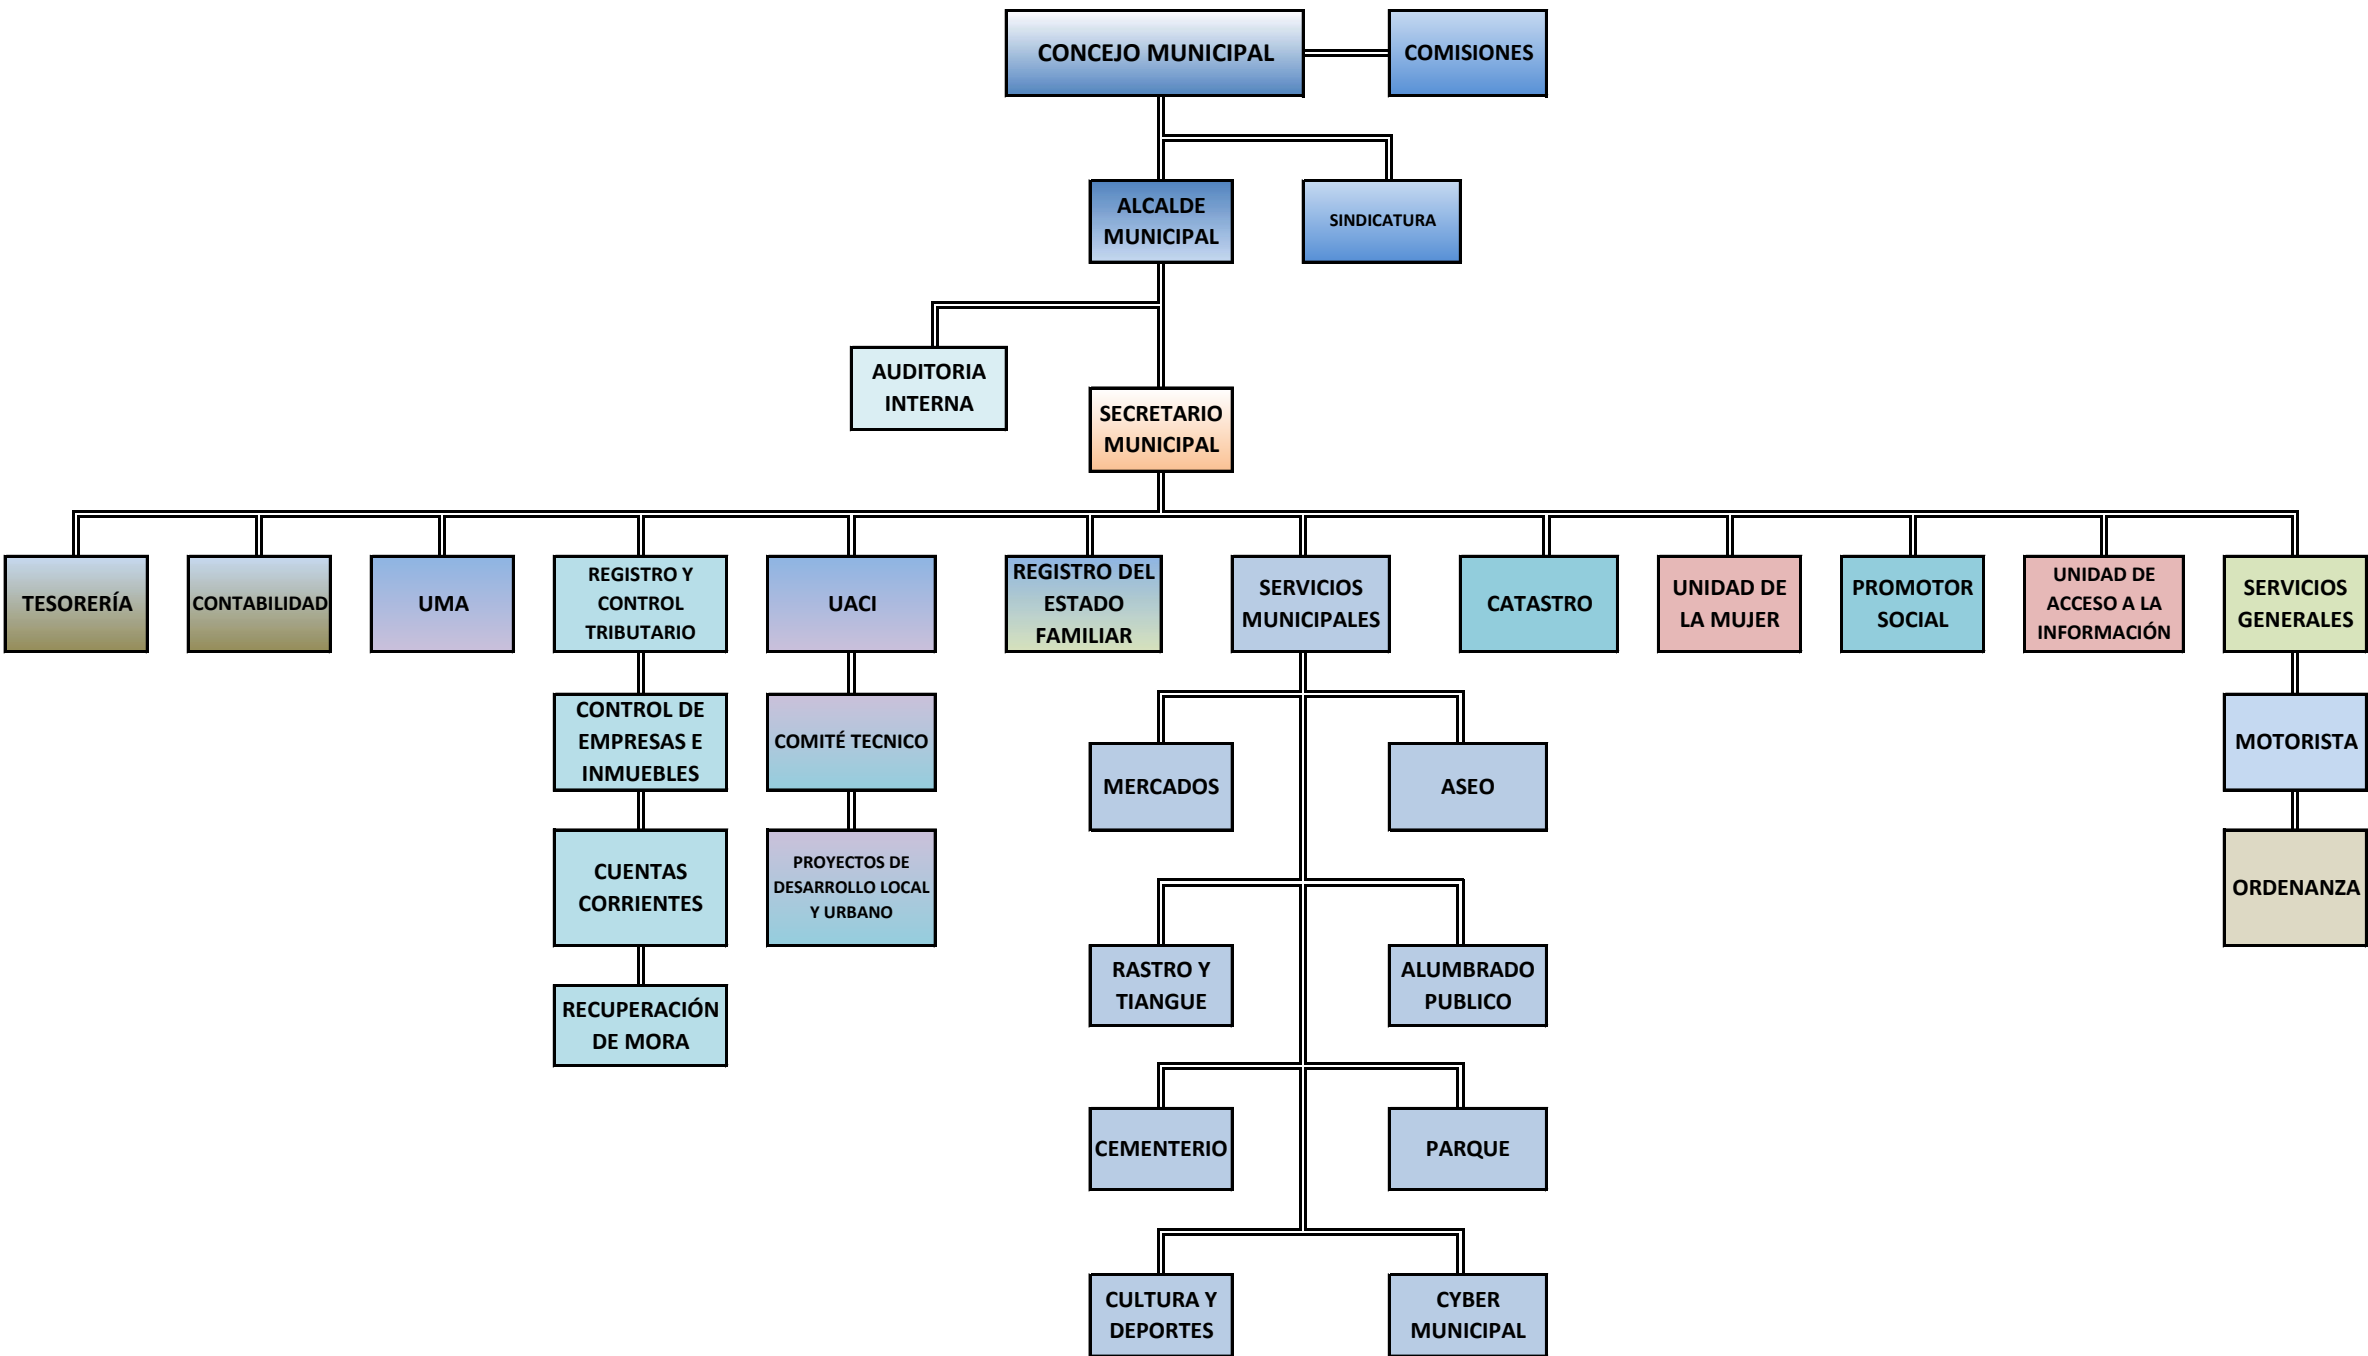 CONCEJO MUNICIPAL
COMISIONES
ALCALDE
MUNICIPAL
SINDICATURA
AUDITORIA
INTERNA
SECRETARIO
MUNICIPAL
TESORERÍA
CONTABILIDAD
UMA
REGISTRO Y
CONTROL
TRIBUTARIO
UACI
REGISTRO DEL
ESTADO
FAMILIAR
SERVICIOS
MUNICIPALES
CATASTRO
UNIDAD DE
LA MUJER
PROMOTOR
SOCIAL
UNIDAD DE
ACCESO A LA
INFORMACIÓN
SERVICIOS
GENERALES
CONTROL DE
EMPRESAS E
INMUEBLES
COMITÉ TECNICO
MERCADOS
ASEO
MOTORISTA
CUENTAS
CORRIENTES
PROYECTOS DE
DESARROLLO LOCAL
Y URBANO
ORDENANZA
RECUPERACIÓN
DE MORA
RASTRO Y
TIANGUE
ALUMBRADO
PUBLICO
CEMENTERIO
PARQUE
CULTURA Y
DEPORTES
CYBER
MUNICIPAL